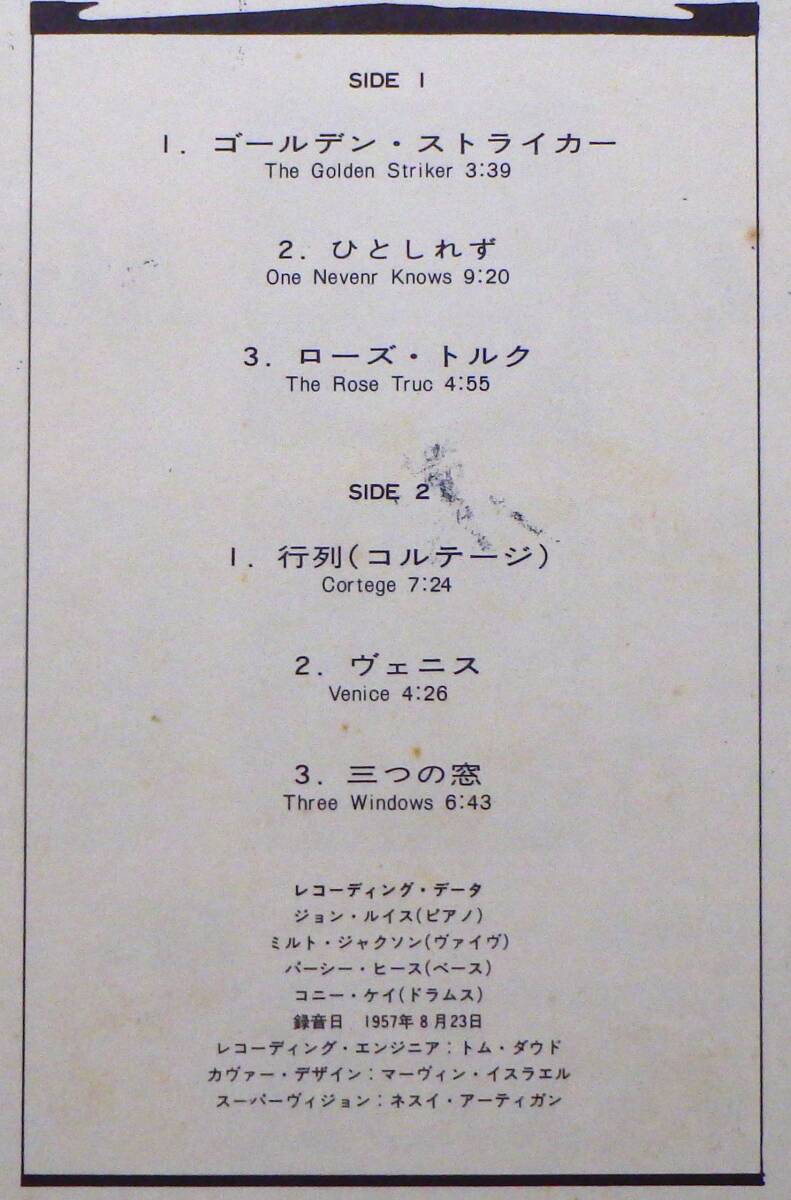 SIDE 1
1. ゴールデン・ストライカー
The Golden Striker 3:39
2. ひとしれず
One Nevenr Knows 9:20
3. ローズ・トルク
The Rose Truc 4:55
SIDE 2
1. 行列(コルテージ)
Cortege 7:24
2. ヴェニス
Venice 4:26
3. 三つの窓
Three Windows 6:43
レコーディング・データ
ジョン・ルイス(ピアノ)
ミルト・ジャクソン(ヴァイヴ)
パーシー・ヒース(ベース)
コニー・ケイ(ドラムス)
録音日 1957年8月23日
レコーディング・エンジニア:トム・ダウド
カヴァー・デザイン:マーヴィン・イスラエル
スーパーヴィジョン:ネスイ・アーティガン